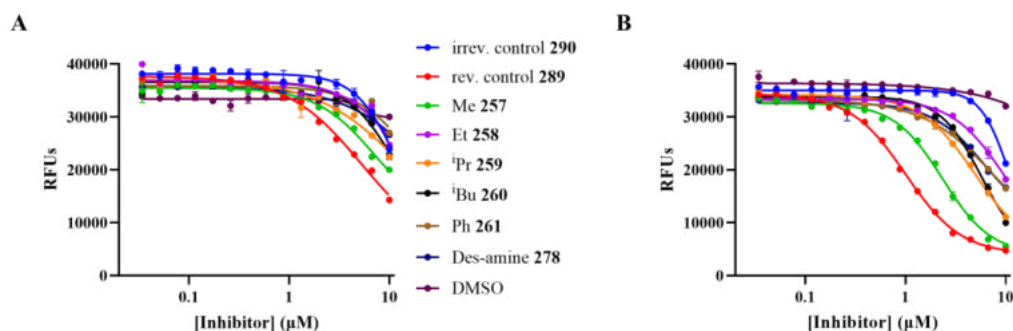 A
B
RFUs
40000
30000
20000
10000
0
0.1 1 10
[Inhibitor] (μM)
irrev. control 290
rev. control 289
Me 257
Et 258
iPr 259
iBu 260
Ph 261
Des-amine 278
DMSO
RFUs
40000
30000
20000
10000
0
0.1 1 10
[Inhibitor] (μM)